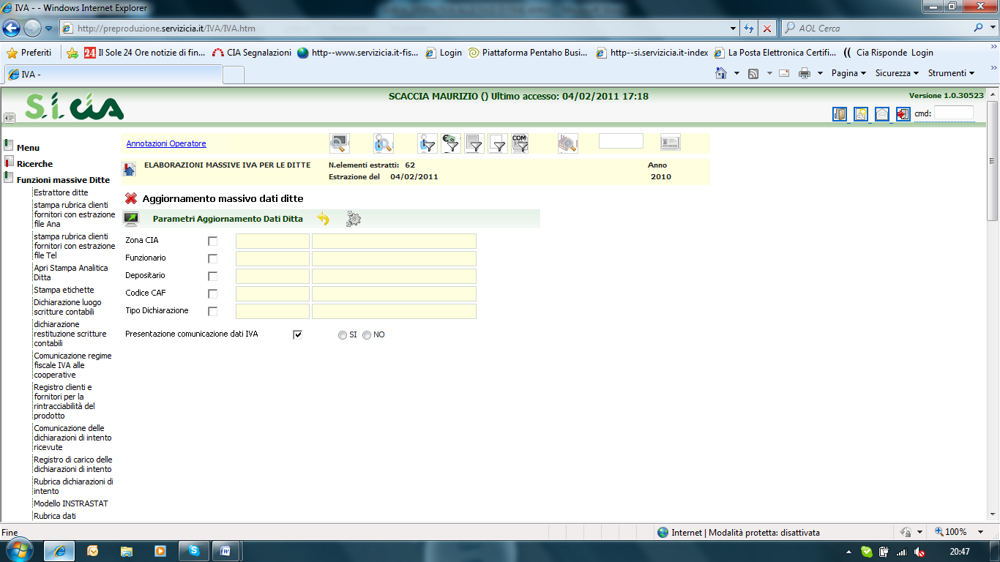 IVA - - Windows Internet Explorer
http://preproduzione.servizicia.it/IVA/IVA.htm
AOL Cerca
Preferiti
24 Il Sole 24 Ore notizie di fin...
CIA Segnalazioni
http--www.servizicia.it-fis...
Login
Piattaforma Pentaho Busi...
http--si.servizicia.it-index
La Posta Elettronica Certifi...
Cia Risponde Login
IVA -
Pagina
Sicurezza
Strumenti
S.I. CIA
SCACCIA MAURIZIO () Ultimo accesso: 04/02/2011 17:18
Versione 1.0.30523
cmd:
Menu
Ricerche
Funzioni massive Ditte
Estrattore ditte
stampa rubrica clienti
fornitori con estrazione
file Ana
stampa rubrica clienti
fornitori con estrazione
file Tel
Apri Stampa Analitica
Ditta
Stampa etichette
Dichiarazione luogo
scritture contabili
dichiarazione
restituzione scritture
contabili
Comunicazione regime
fiscale IVA alle
cooperative
Registro clienti e
fornitori per la
rintracciabilità del
prodotto
Comunicazione delle
dichiarazioni di intento
ricevute
Registro di carico delle
dichiarazioni di intento
Rubrica dichiarazioni di
intento
Modello INSTRASTAT
Rubrica dati
Annotazioni Operatore
COM
ELABORAZIONI MASSIVE IVA PER LE DITTE
N.elementi estratti: 62
Anno
Estrazione del 04/02/2011
2010
Aggiornamento massivo dati ditte
Parametri Aggiornamento Dati Ditta
Zona CIA
Funzionario
Depositario
Codice CAF
Tipo Dichiarazione
Presentazione comunicazione dati IVA
SI
NO
Fine
Internet | Modalità protetta: disattivata
100%
20:47